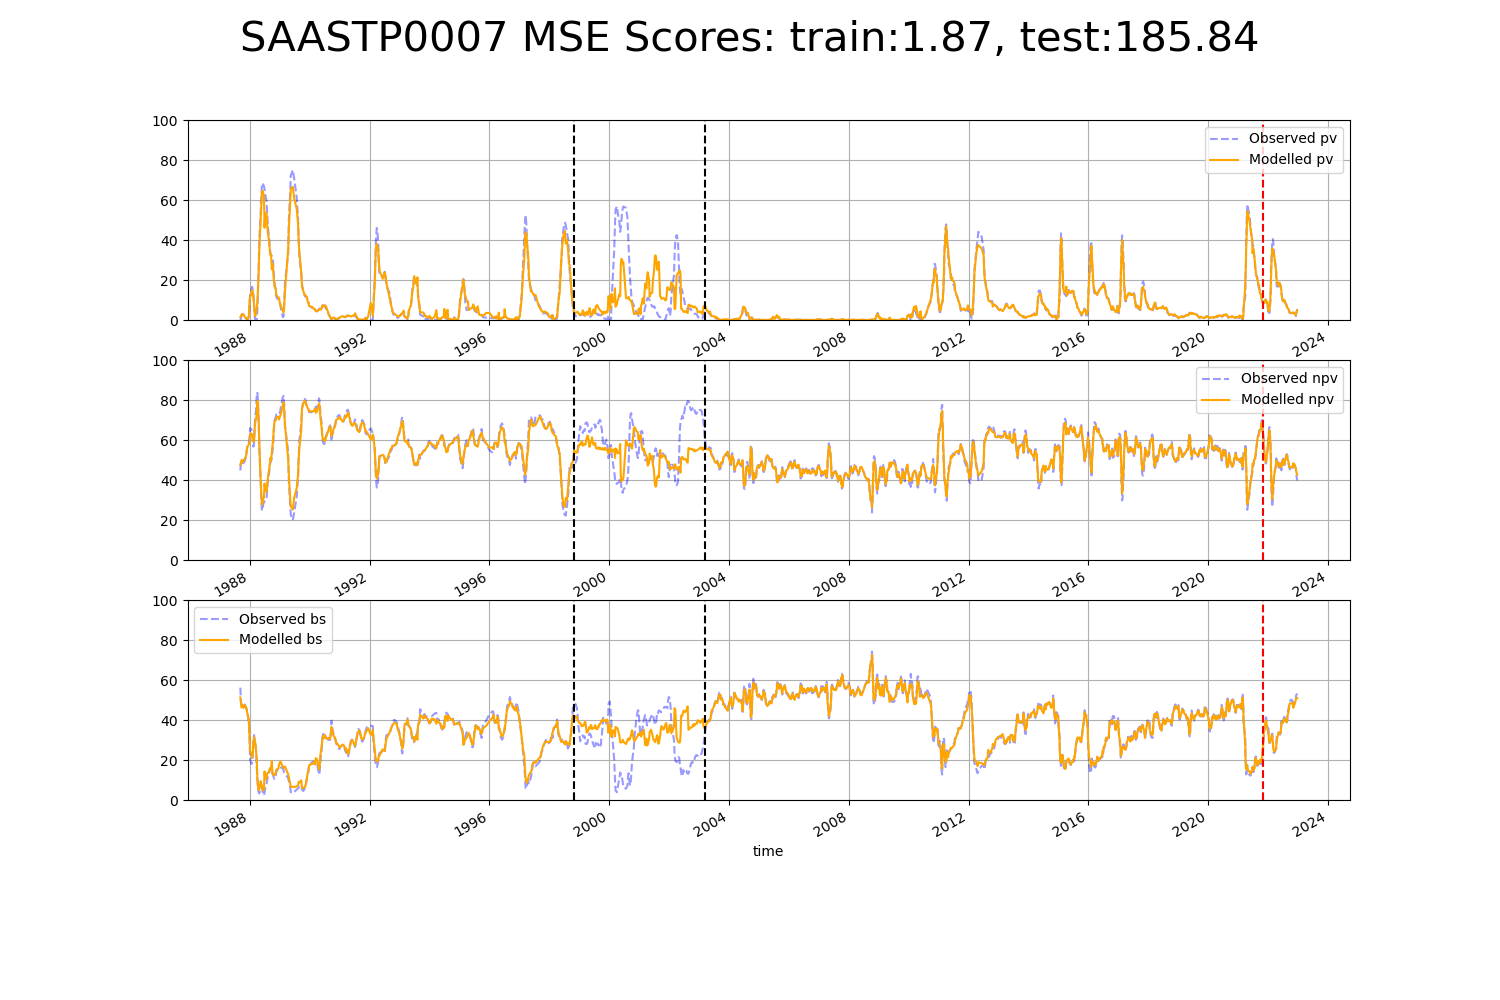 SAASTP0007 MSE Scores: train:1.87, test:185.84
100
80
60
40
20
0
Observed pv
Modelled pv
1988 1992 1996 2000 2004 2008 2012 2016 2020 2024
100
80
60
40
20
0
Observed npv
Modelled npv
1988 1992 1996 2000 2004 2008 2012 2016 2020 2024
100
80
60
40
20
0
Observed bs
Modelled bs
1988 1992 1996 2000 2004 2008 2012 2016 2020 2024
time